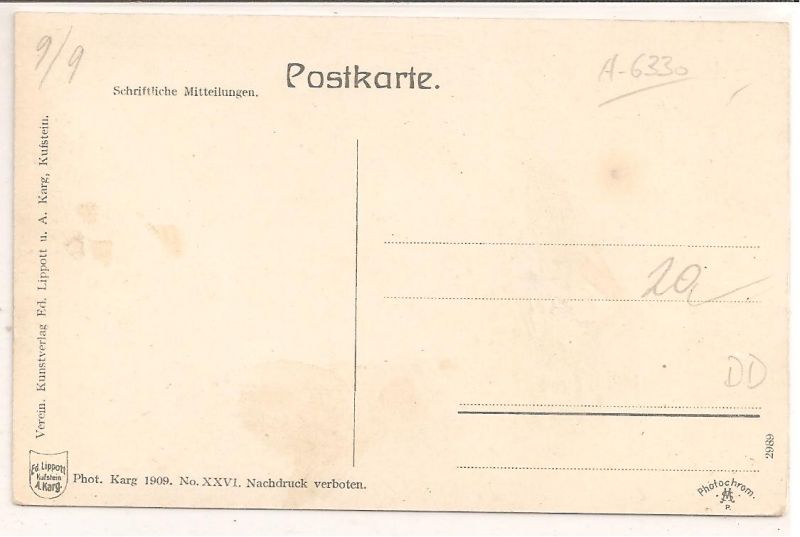 9/9
Postkarte.
A-6330
Schriftliche Mitteilungen.
Verein. Kunstverlag Ed. Lippott u. A. Karg, Kufstein.
20
DD
2989
Ed. Lippott
Kufstein
A. Karg.
Phot. Karg 1909. No. XXVI. Nachdruck verboten.
Photochrom.
P.